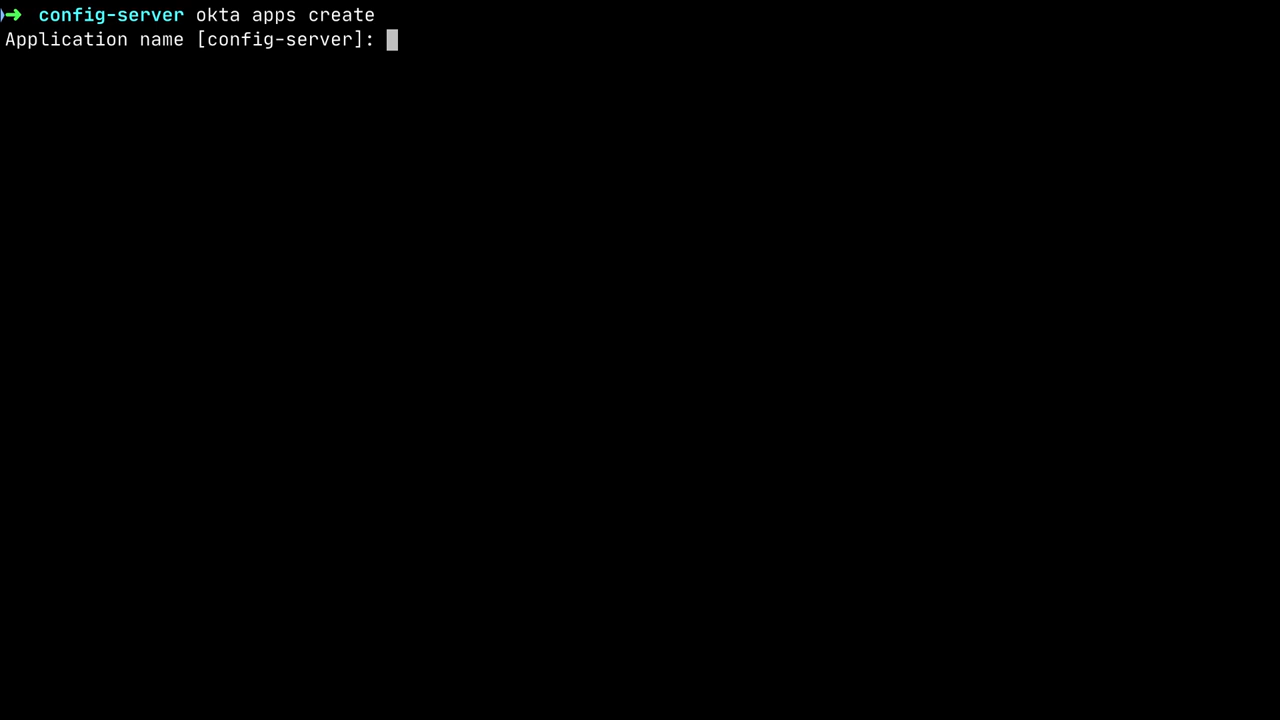 ➜ config-server okta apps create
Application name [config-server]: